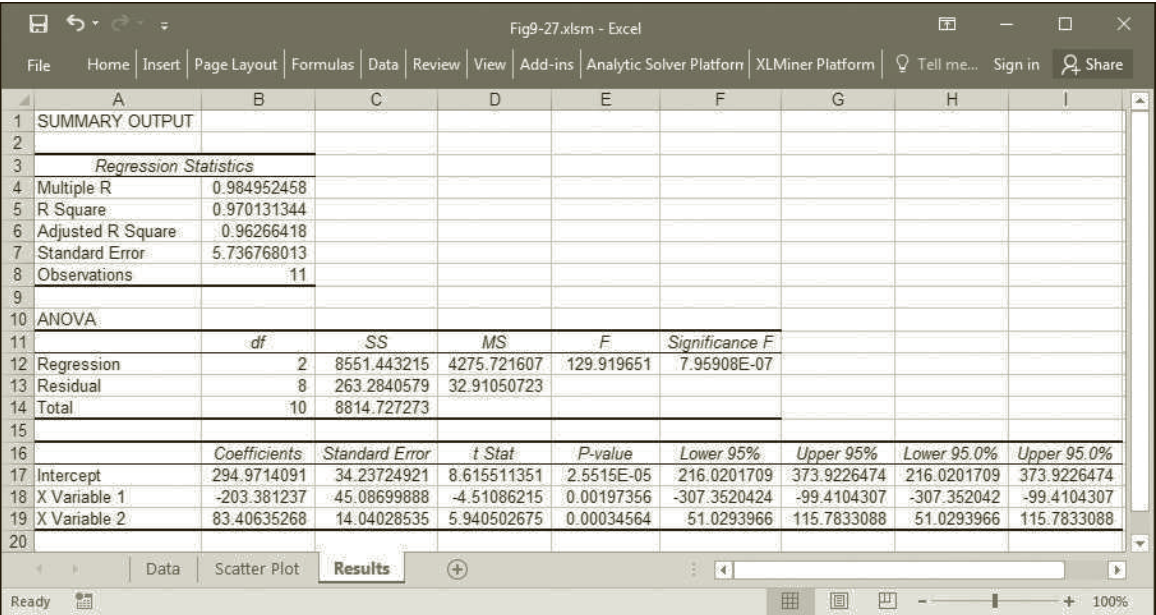 Fig9-27.xlsm - Excel
File Home Insert Page Layout Formulas Data Review View Add-ins Analytic Solver Platform XLMiner Platform Tell me... Sign in Share
A B C D E F G H I
1 SUMMARY OUTPUT
2
3 Regression Statistics
4 Multiple R 0.984952458
5 R Square 0.970131344
6 Adjusted R Square 0.96266418
7 Standard Error 5.736768013
8 Observations 11
9
10 ANOVA
11 df SS MS F Significance F
12 Regression 2 8551.443215 4275.721607 129.919651 7.95908E-07
13 Residual 8 263.2840579 32.91050723
14 Total 10 8814.727273
15
16 Coefficients Standard Error t Stat P-value Lower 95% Upper 95% Lower 95.0% Upper 95.0%
17 Intercept 294.9714091 34.23724921 8.615511351 2.5515E-05 216.0201709 373.9226474 216.0201709 373.9226474
18 X Variable 1 -203.381237 45.08699888 -4.51086215 0.00197356 -307.3520424 -99.4104307 -307.352042 -99.4104307
19 X Variable 2 83.40635268 14.04028535 5.940502675 0.00034564 51.0293966 115.7833088 51.0293966 115.7833088
20
Data Scatter Plot Results
Ready 100%